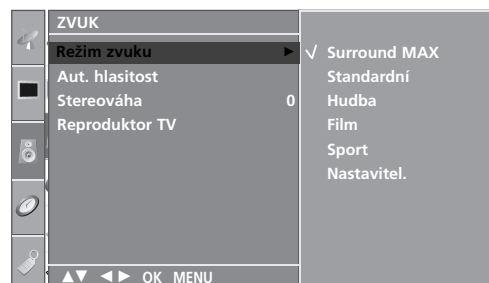 ZVUK
Režim zvuku ►
Aut. hlasitost
Stereováha 0
Reproduktor TV
√ Surround MAX
Standardní
Hudba
Film
Sport
Nastavitel.
▲▼ ◄► OK MENU